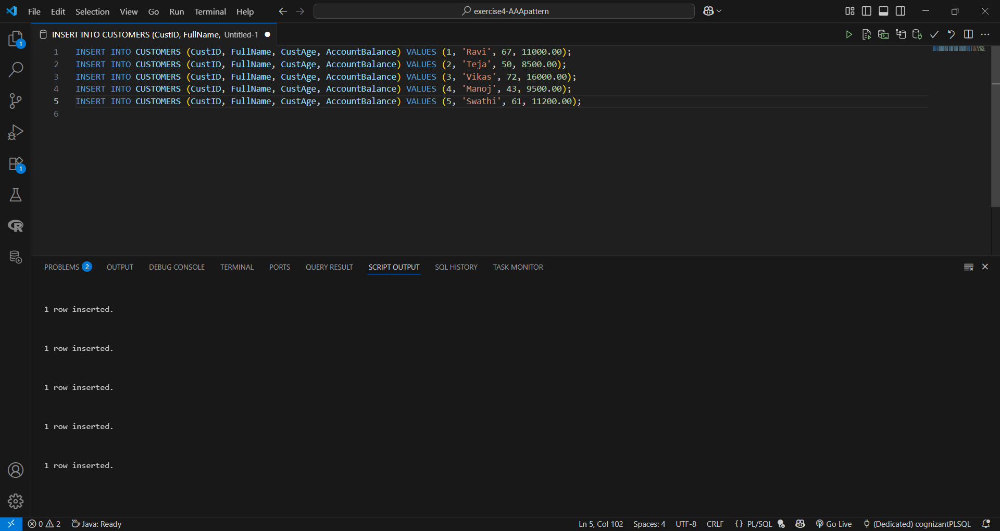 File Edit Selection View Go Run Terminal Help exercise4-AAApattern
INSERT INTO CUSTOMERS (CustID, FullName, Untitled-1
1 INSERT INTO CUSTOMERS (CustID, FullName, CustAge, AccountBalance) VALUES (1, 'Ravi', 67, 11000.00);
2 INSERT INTO CUSTOMERS (CustID, FullName, CustAge, AccountBalance) VALUES (2, 'Teja', 50, 8500.00);
3 INSERT INTO CUSTOMERS (CustID, FullName, CustAge, AccountBalance) VALUES (3, 'Vikas', 72, 16000.00);
4 INSERT INTO CUSTOMERS (CustID, FullName, CustAge, AccountBalance) VALUES (4, 'Manoj', 43, 9500.00);
5 INSERT INTO CUSTOMERS (CustID, FullName, CustAge, AccountBalance) VALUES (5, 'Swathi', 61, 11200.00);
6
1
1
R
PROBLEMS 2 OUTPUT DEBUG CONSOLE TERMINAL PORTS QUERY RESULT SCRIPT OUTPUT SQL HISTORY TASK MONITOR
1 row inserted.
1 row inserted.
1 row inserted.
1 row inserted.
1 row inserted.
0 2 Java: Ready Ln 5, Col 102 Spaces: 4 UTF-8 CRLF {} PL/SQL Go Live (Dedicated) cognizantPLSQL